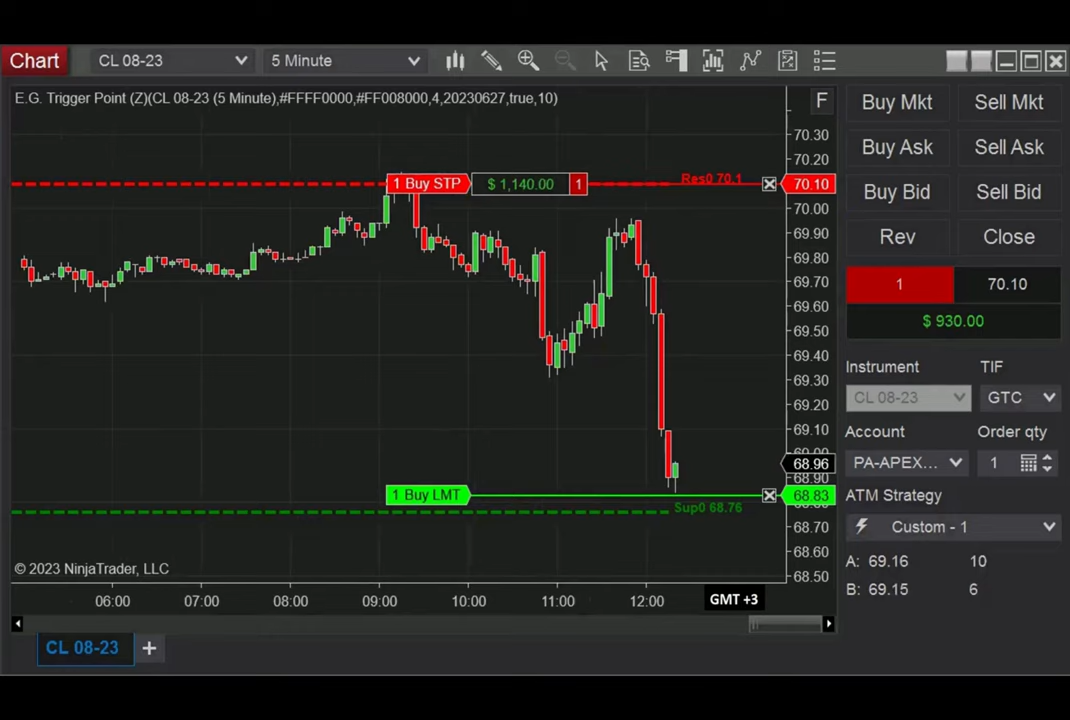 Chart CL 08-23 5 Minute
E.G. Trigger Point (Z)(CL 08-23 (5 Minute),#FFFF0000,#FF008000,4,20230627,true,10)
F
Buy Mkt Sell Mkt
Buy Ask Sell Ask
Buy Bid Sell Bid
Rev Close
1 70.10
$ 930.00
Instrument TIF
CL 08-23 GTC
Account Order qty
PA-APEX... 1
ATM Strategy
Custom - 1
A: 69.16 10
B: 69.15 6
70.30
70.20
1 Buy STP $ 1,140.00 1 Res0 70.1 70.10
70.00
69.90
69.80
69.70
69.60
69.50
69.40
69.30
69.20
69.10
68.96
68.90
1 Buy LMT 68.83
Sup0 68.76
68.70
68.60
68.50
© 2023 NinjaTrader, LLC
06:00 07:00 08:00 09:00 10:00 11:00 12:00 GMT +3
CL 08-23 +